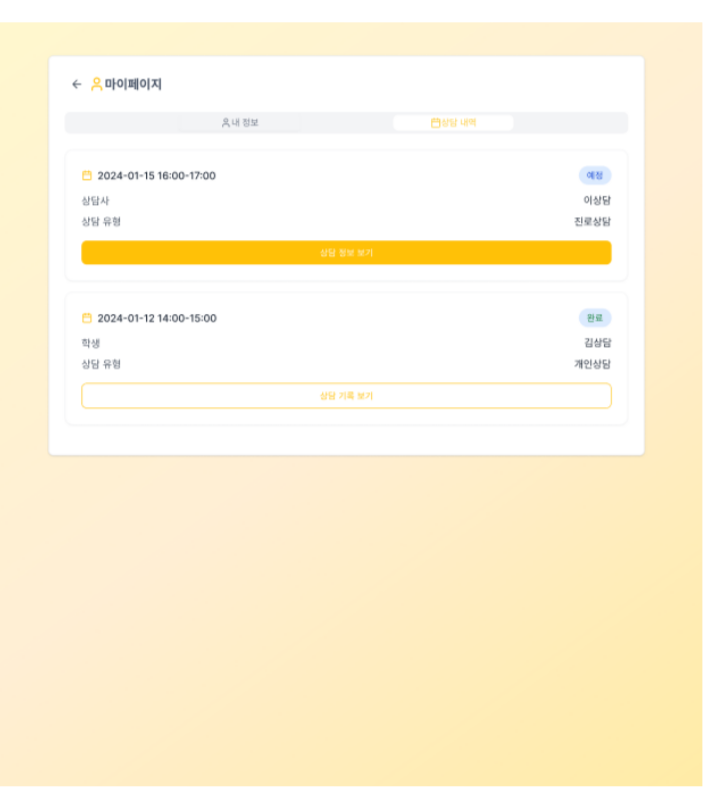 마이페이지
내 정보 상담 내역
2024-01-15 16:00-17:00 예정
상담사 이상담
상담 유형 진로상담
상담 정보 보기
2024-01-12 14:00-15:00 완료
학생 김상담
상담 유형 개인상담
상담 기록 보기